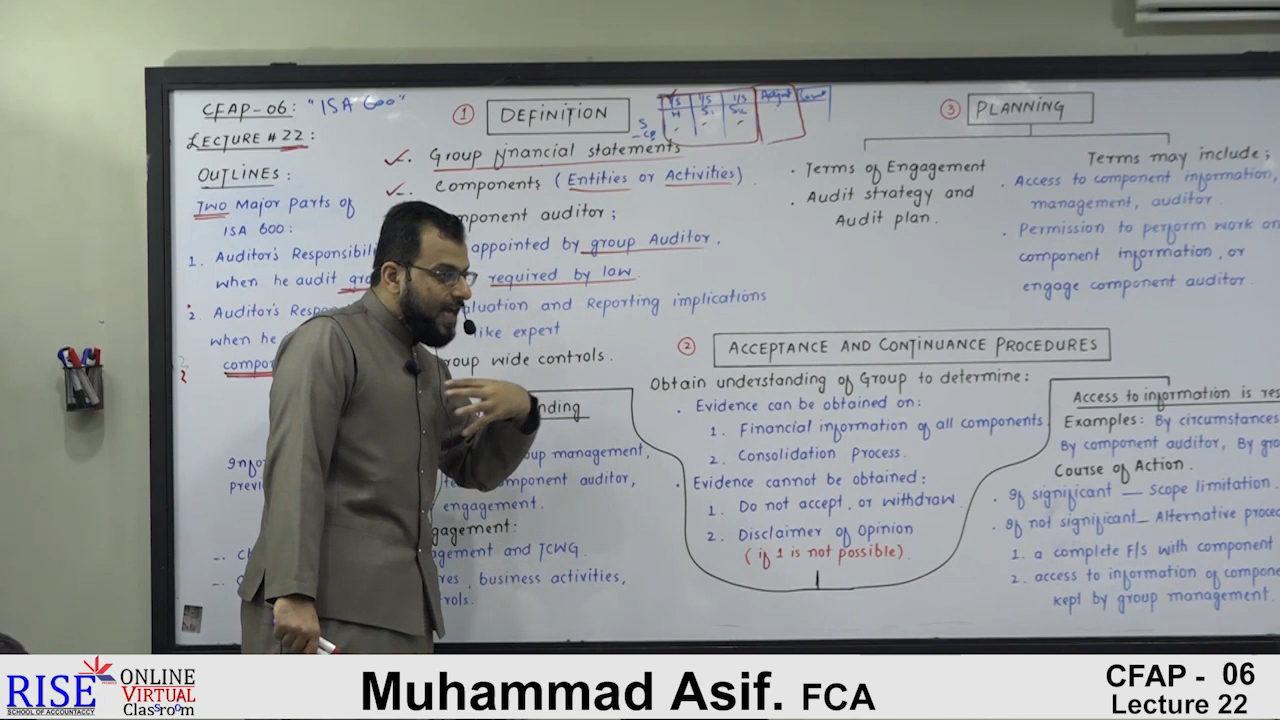 CFAP-06: "ISA 600"
LECTURE # 22:
OUTLINES:
TWO Major parts of
ISA 600:
1. Auditor's Responsibili
when he audit gro
2. Auditor's Respo
when he
compo
① DEFINITION
· Group financial statements
· Components (Entities or Activities)
mponent auditor;
appointed by group Auditor,
required by law.
luation and Reporting implications
like expert
roup wide controls.
nding
oup management,
mponent auditor,
engagement.
gagement:
gement and TCWG.
res, business activities,
rols.
② ACCEPTANCE AND CONTINUANCE PROCEDURES
Obtain understanding of Group to determine:
· Evidence can be obtained on:
1. Financial information of all components
2. Consolidation Process.
· Evidence cannot be obtained:
1. Do not accept, or withdraw
2. Disclaimer of Opinion
(if 1 is not possible).
Access to information is res
Examples: By circumstances
By component auditor, By gro
Course of Action.
· If significant — Scope limitation.
· If not significant — Alternative proced
1. a complete F/S with component
2. access to information of compone
kept by group management.
③ PLANNING
· Terms of Engagement
· Audit strategy and
Audit plan.
Terms may include;
· Access to component information,
management, auditor.
· Permission to perform work on
component information, or
engage component auditor.
RISE
SCHOOL OF ACCOUNTANCY
ONLINE
VIRTUAL
Classroom
Muhammad Asif. FCA
CFAP - 06
Lecture 22